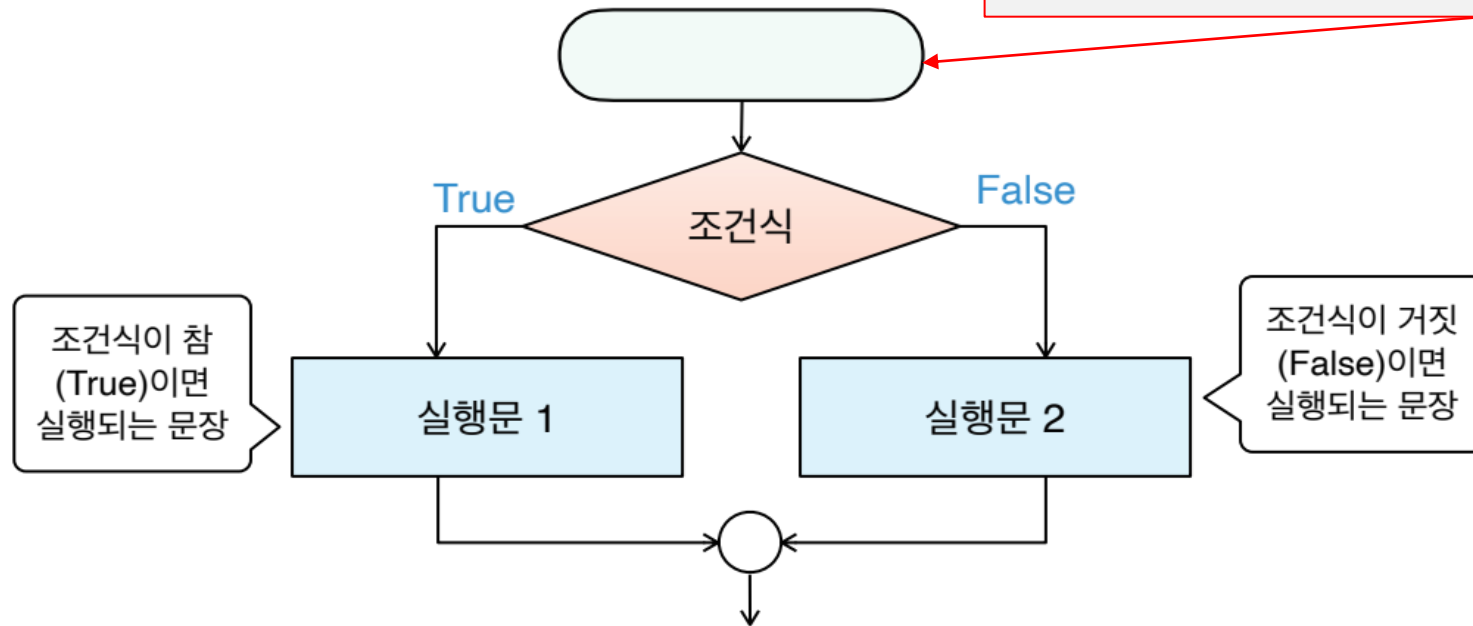 True
False
조건식
조건식이 참
(True)이면
실행되는 문장
실행문 1
실행문 2
조건식이 거짓
(False)이면
실행되는 문장